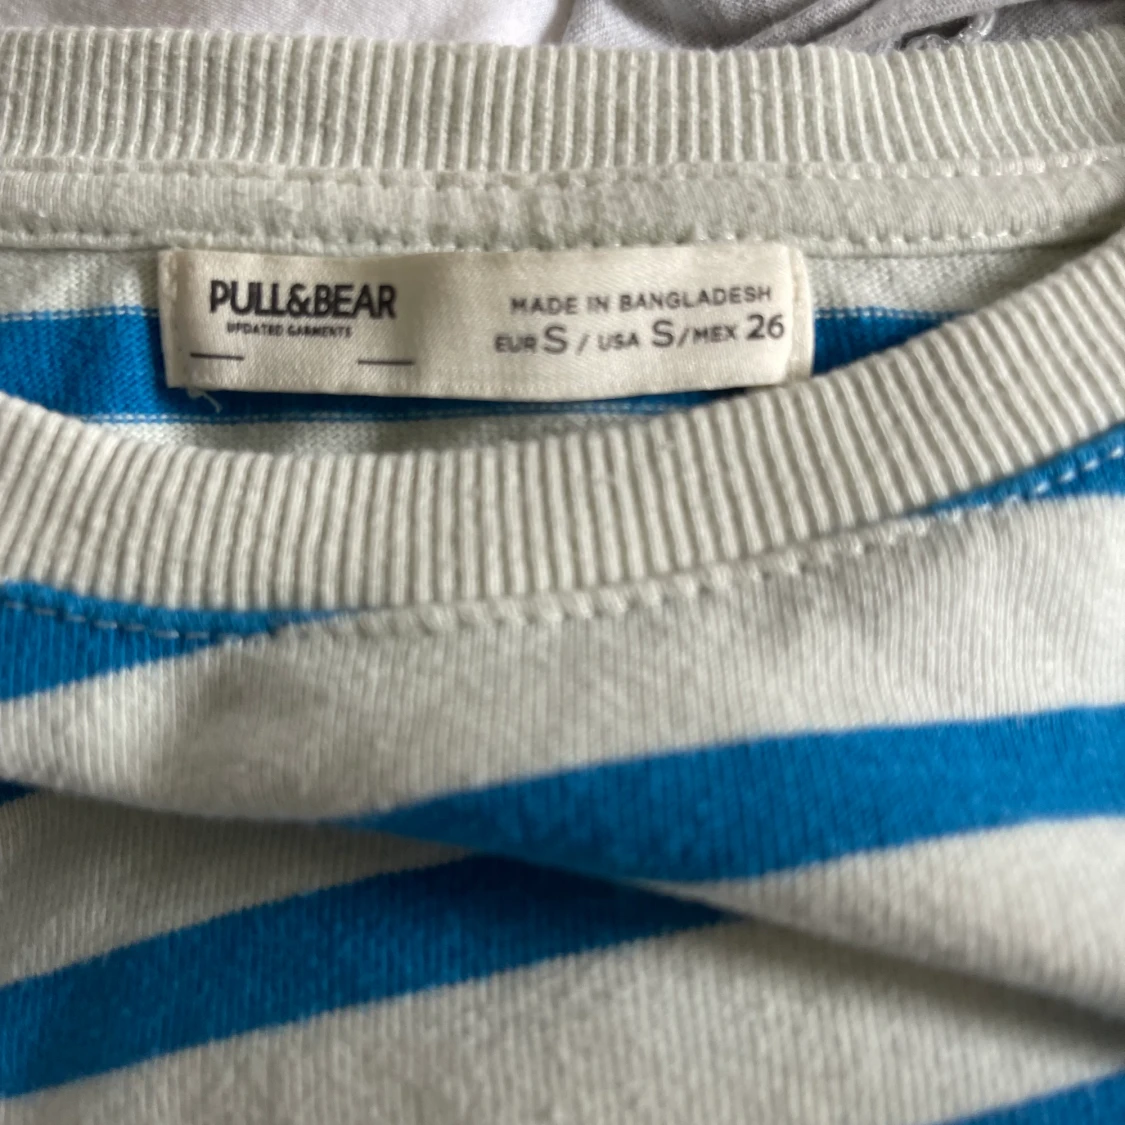 PULL&BEAR
UPDATED GARMENTS
MADE IN BANGLADESH
EUR S / USA S/MEX 26